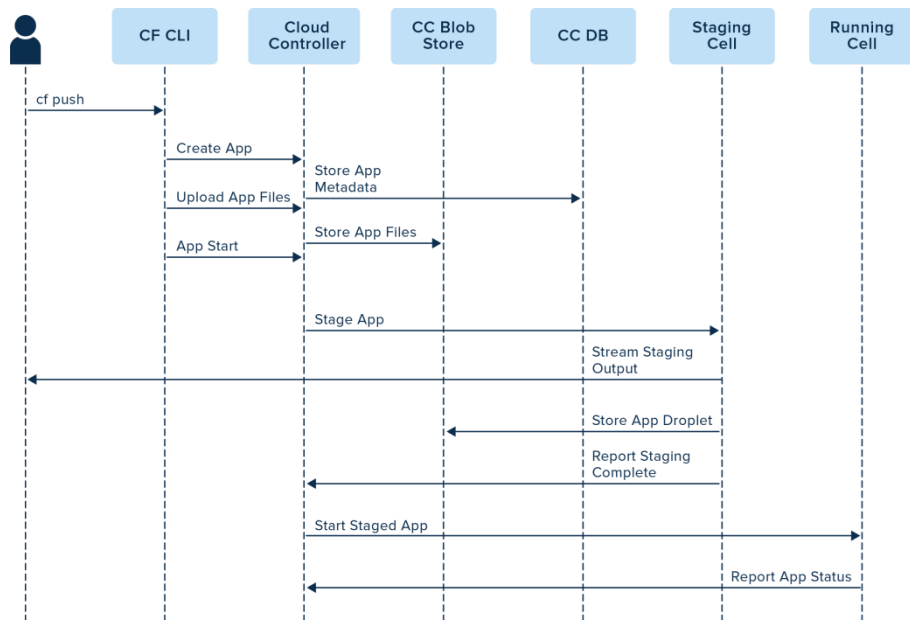 CF CLI
Cloud
Controller
CC Blob
Store
CC DB
Staging
Cell
Running
Cell
cf push
Create App
Store App
Metadata
Upload App Files
Store App Files
App Start
Stage App
Stream Staging
Output
Store App Droplet
Report Staging
Complete
Start Staged App
Report App Status